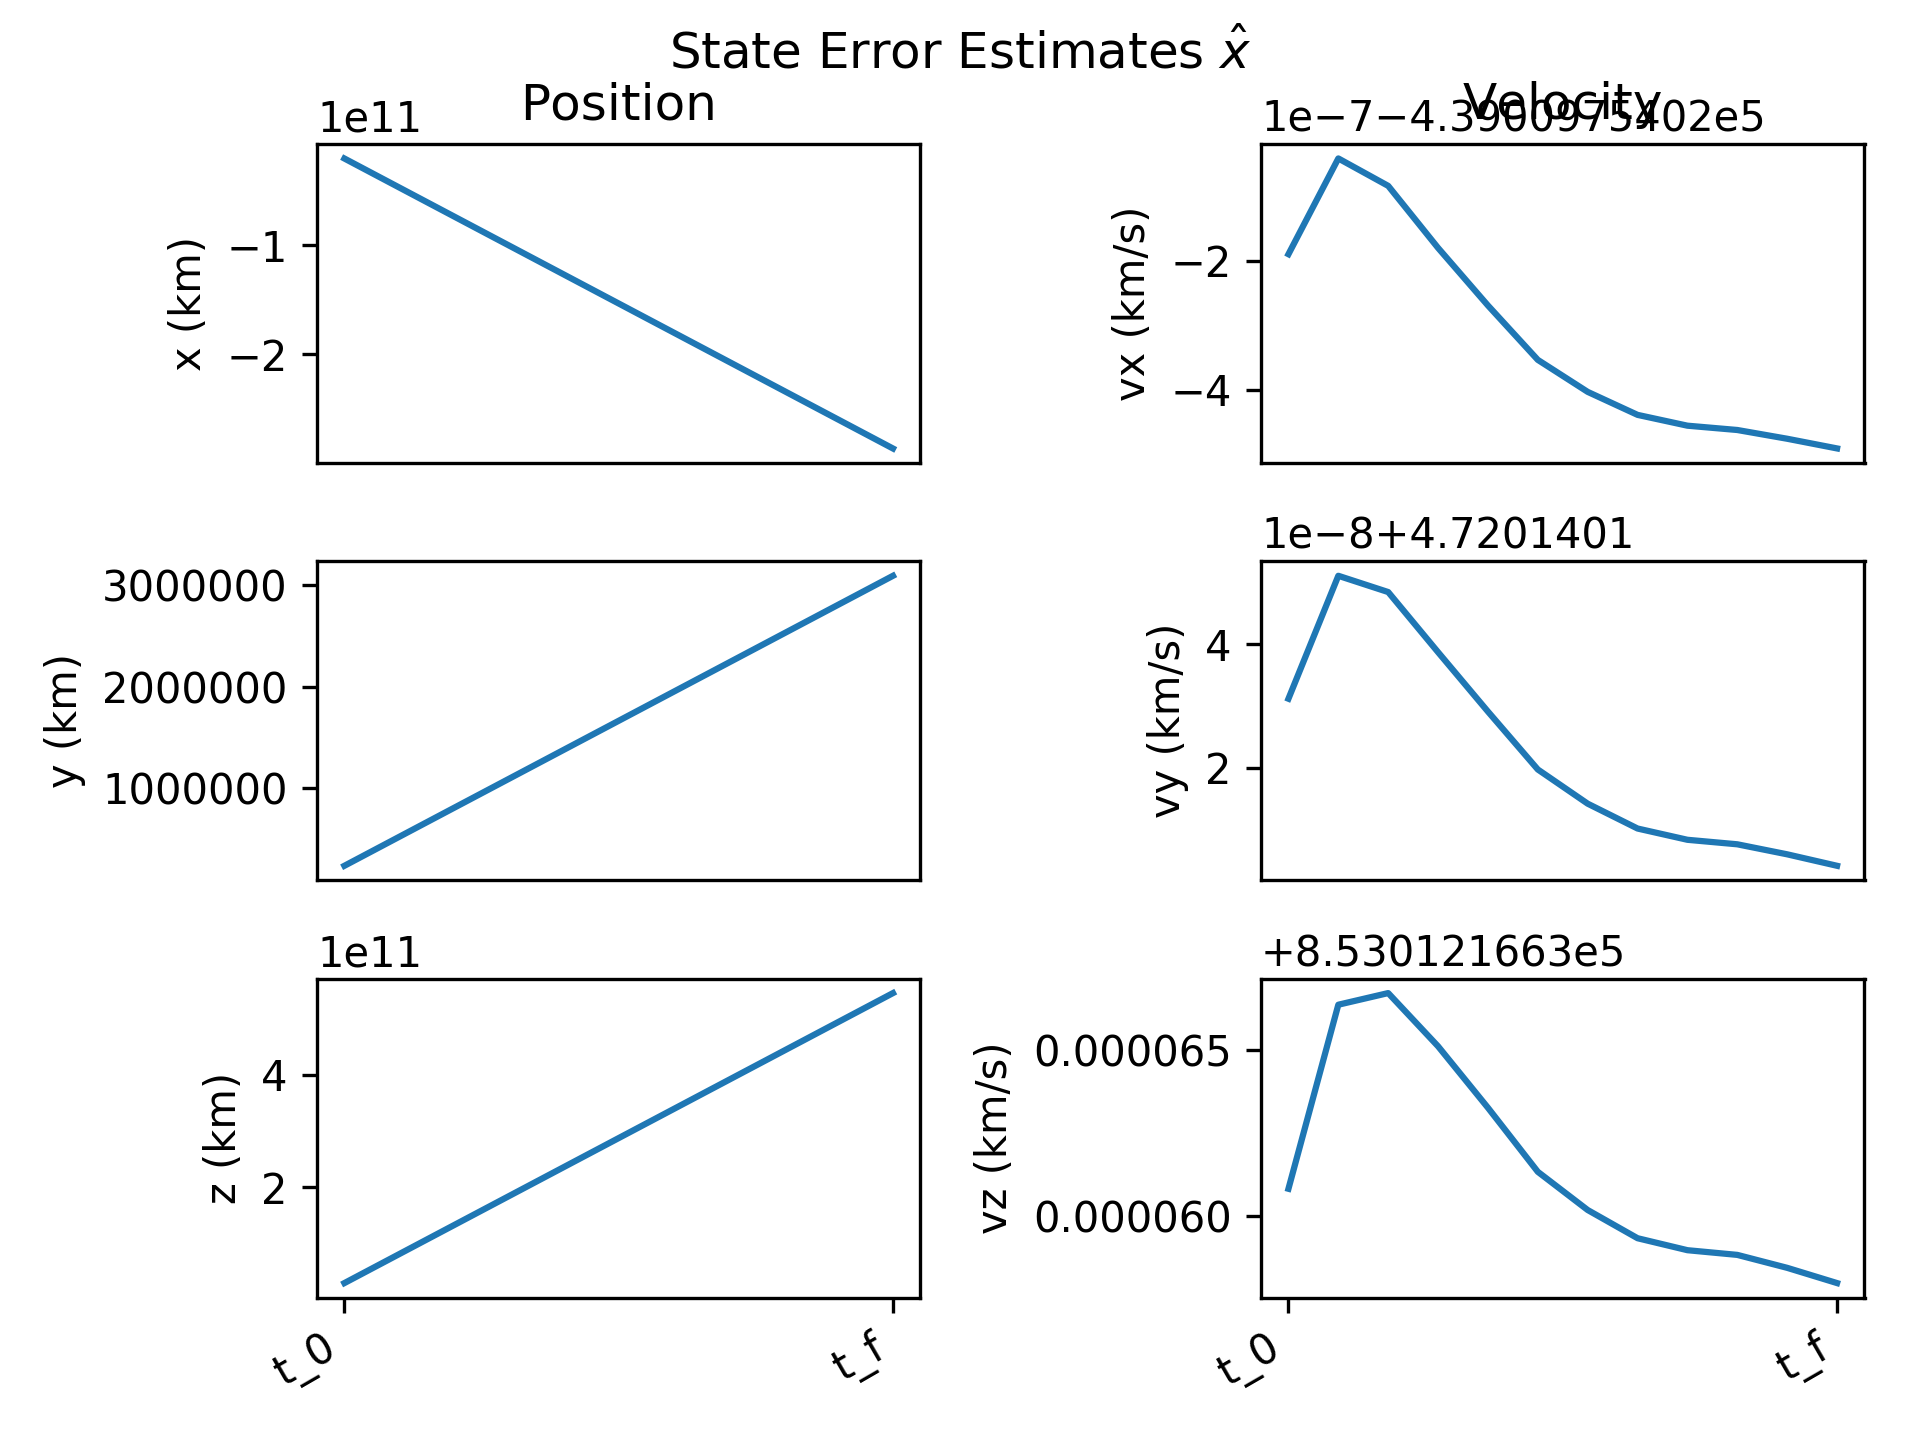 State Error Estimates x̂
Position
Velocity
1e11
1e−7−4.3900975402e5
x (km)
−1
−2
vx (km/s)
−2
−4
1e−8+4.7201401
y (km)
3000000
2000000
1000000
vy (km/s)
4
2
1e11
+8.530121663e5
z (km)
4
2
vz (km/s)
0.000065
0.000060
t_0
t_f
t_0
t_f